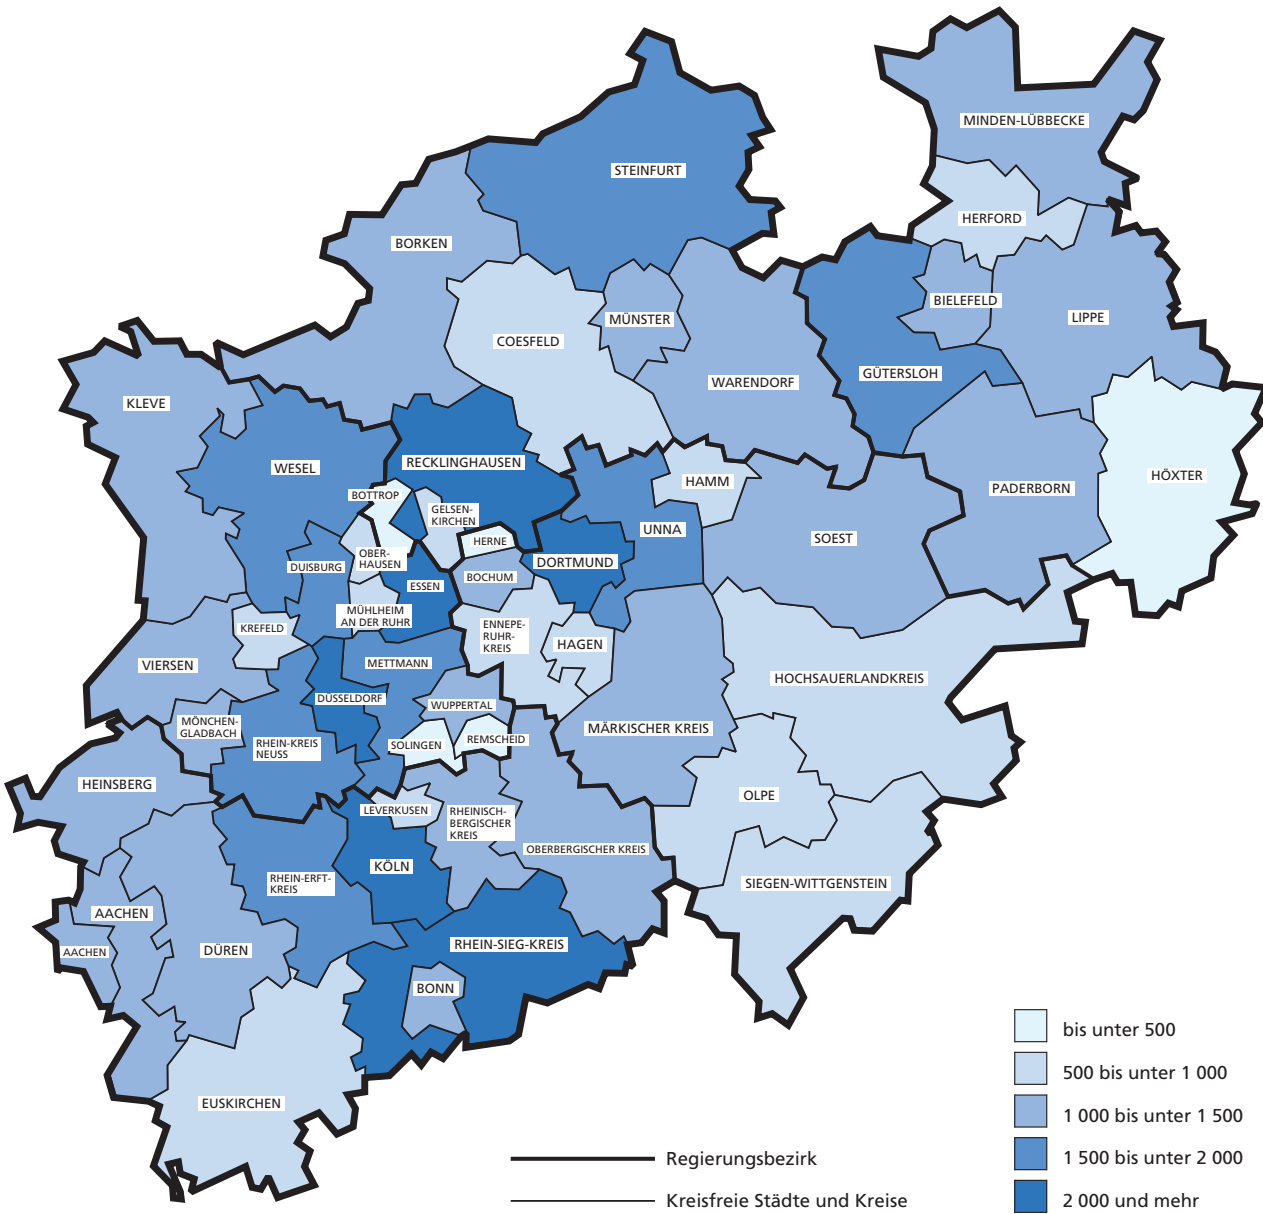 MINDEN-LÜBBECKE
STEINFURT
HERFORD
BORKEN
BIELEFELD
MÜNSTER
LIPPE
COESFELD
GÜTERSLOH
WARENDORF
KLEVE
RECKLINGHAUSEN
WESEL
HÖXTER
HAMM
PADERBORN
BOTTROP
GELSEN-
KIRCHEN
UNNA
SOEST
HERNE
OBER-
HAUSEN
DORTMUND
DUISBURG
BOCHUM
ESSEN
MÜHLHEIM
AN DER RUHR
KREFELD
ENNEPE-
RUHR-
KREIS
HAGEN
VIERSEN
METTMANN
HOCHSAUERLANDKREIS
DÜSSELDORF
WUPPERTAL
MÖNCHEN-
GLADBACH
MÄRKISCHER KREIS
REMSCHEID
SOLINGEN
RHEIN-KREIS
NEUSS
HEINSBERG
OLPE
LEVERKUSEN
RHEINISCH-
BERGISCHER
KREIS
OBERBERGISCHER KREIS
KÖLN
RHEIN-ERFT-
KREIS
SIEGEN-WITTGENSTEIN
AACHEN
RHEIN-SIEG-KREIS
DÜREN
AACHEN
BONN
EUSKIRCHEN
bis unter 500
500 bis unter 1 000
1 000 bis unter 1 500
1 500 bis unter 2 000
2 000 und mehr
Regierungsbezirk
Kreisfreie Städte und Kreise